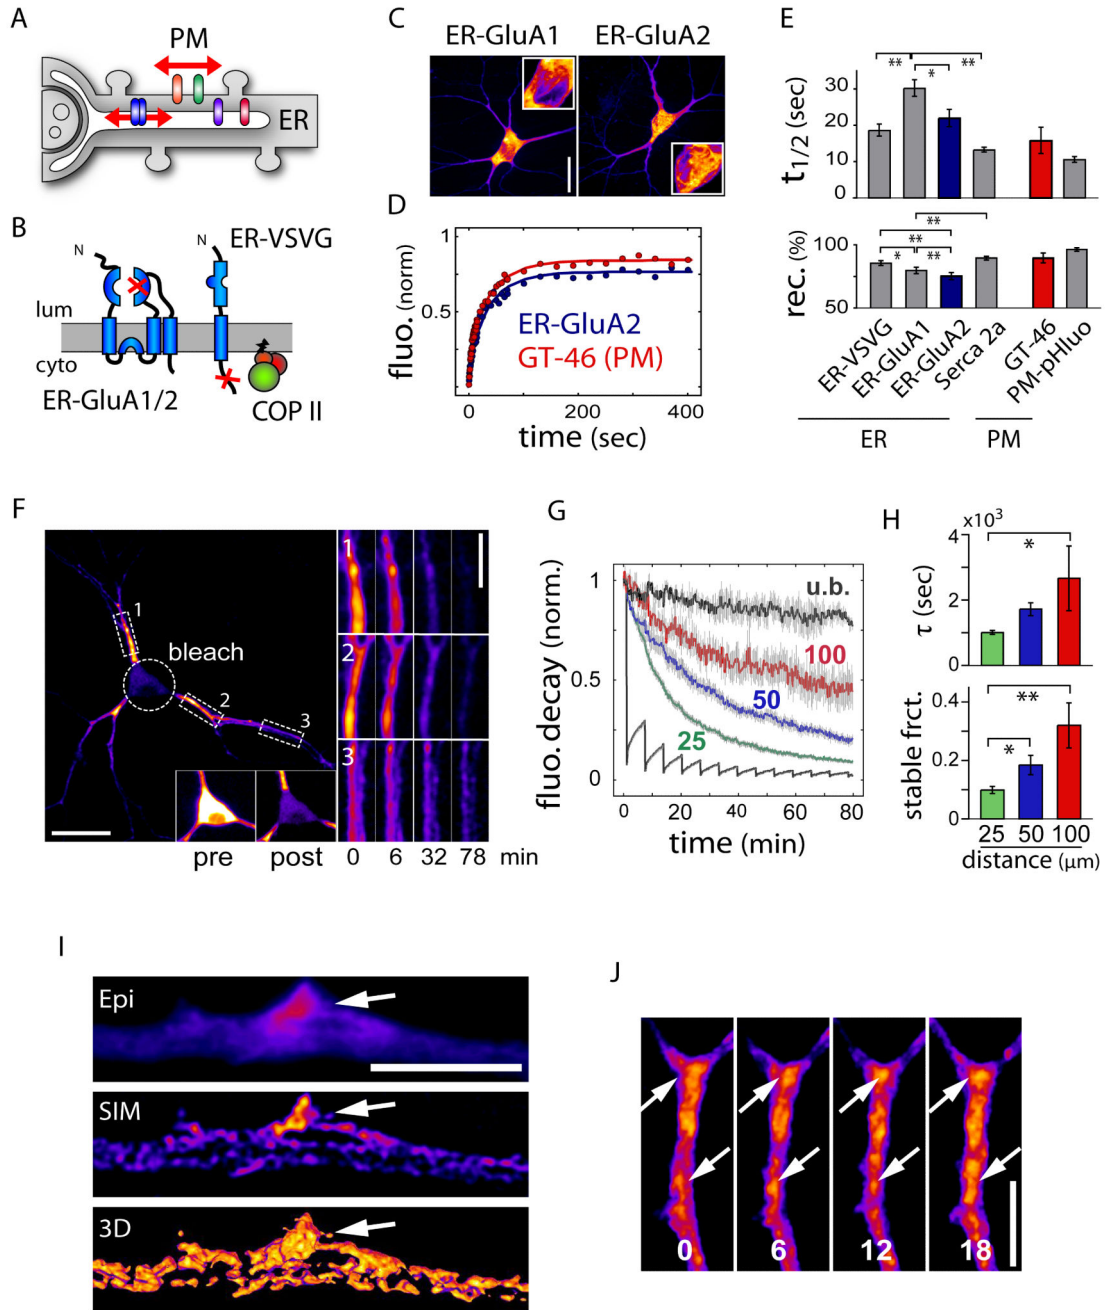 A
PM
ER
B
N
N
ER-VSVG
lum
cyto
ER-GluA1/2
COP II
C
ER-GluA1
ER-GluA2
D
fluo. (norm)
1
0.5
ER-GluA2
GT-46 (PM)
0
200
400
time (sec)
E
t1/2 (sec)
30
20
10
0
**
*
**
rec. (%)
100
50
**
**
*
**
ER-VSVG
ER-GluA1
ER-GluA2
Serca 2a
GT-46
PM-pHluo
ER
PM
F
1
bleach
2
3
pre
post
1
2
3
0 6 32 78 min
G
fluo. decay (norm.)
1
0.5
0
u.b.
100
50
25
0 20 40 60 80
time (min)
H
x10³
τ (sec)
4
2
0
*
stable frct.
0.4
0.2
0
**
*
25 50 100
distance (μm)
I
Epi
SIM
3D
J
0
6
12
18